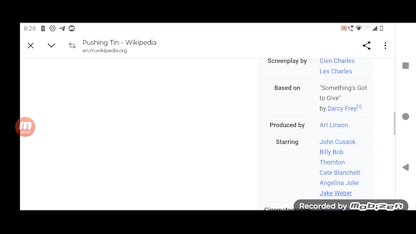 8:28
Pushing Tin - Wikipedia
en.m.wikipedia.org
Screenplay by Glen Charles
Les Charles
Based on "Something's Got
to Give"
by Darcy Frey[1]
Produced by Art Linson
Starring John Cusack
Billy Bob
Thornton
Cate Blanchett
Angelina Jolie
Jake Weber
Recorded by Mobizen